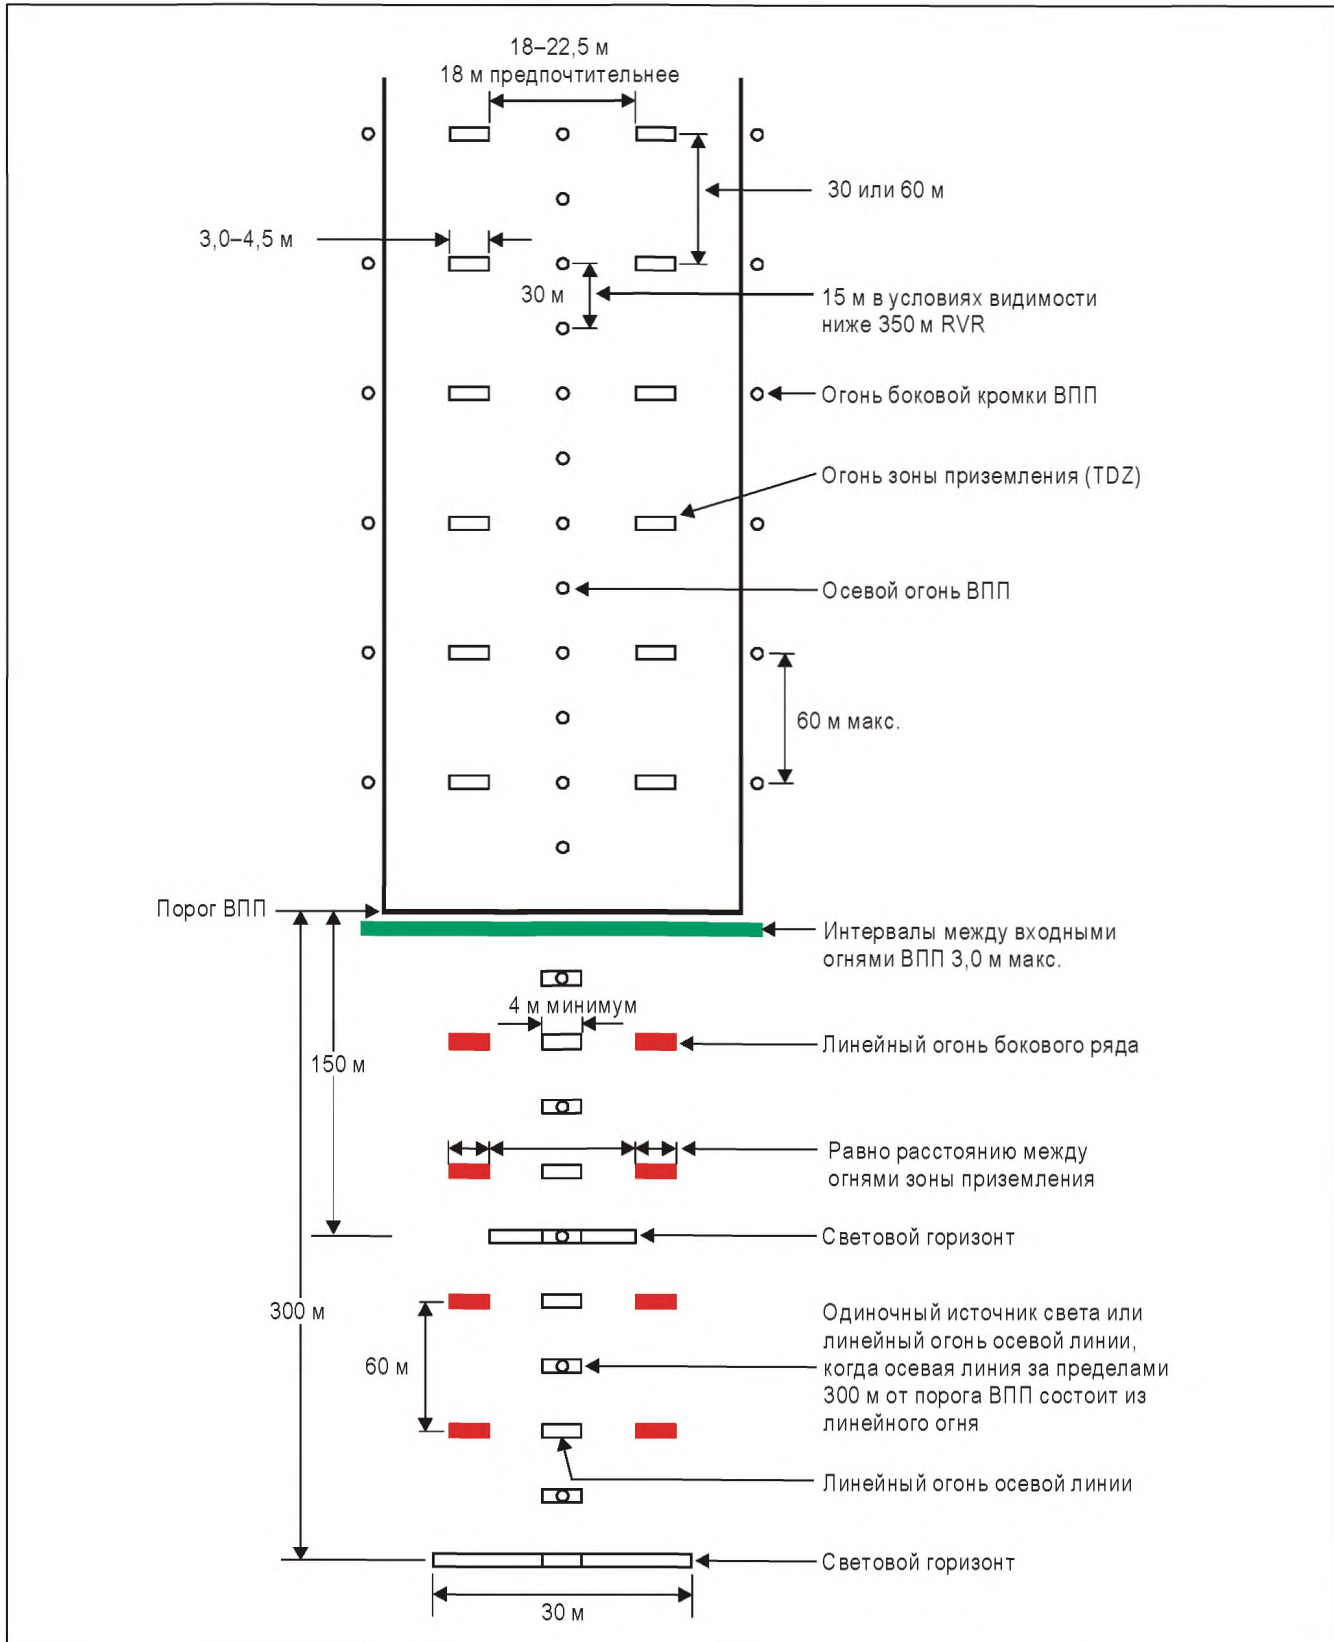 18–22,5 м
18 м предпочтительнее
30 или 60 м
3,0–4,5 м
30 м
15 м в условиях видимости
ниже 350 м RVR
Огонь боковой кромки ВПП
Огонь зоны приземления (TDZ)
Осевой огонь ВПП
60 м макс.
Порог ВПП
Интервалы между входными
огнями ВПП 3,0 м макс.
4 м минимум
Линейный огонь бокового ряда
150 м
Равно расстоянию между
огнями зоны приземления
Световой горизонт
300 м
Одиночный источник света или
линейный огонь осевой линии,
когда осевая линия за пределами
300 м от порога ВПП состоит из
линейного огня
60 м
Линейный огонь осевой линии
Световой горизонт
30 м